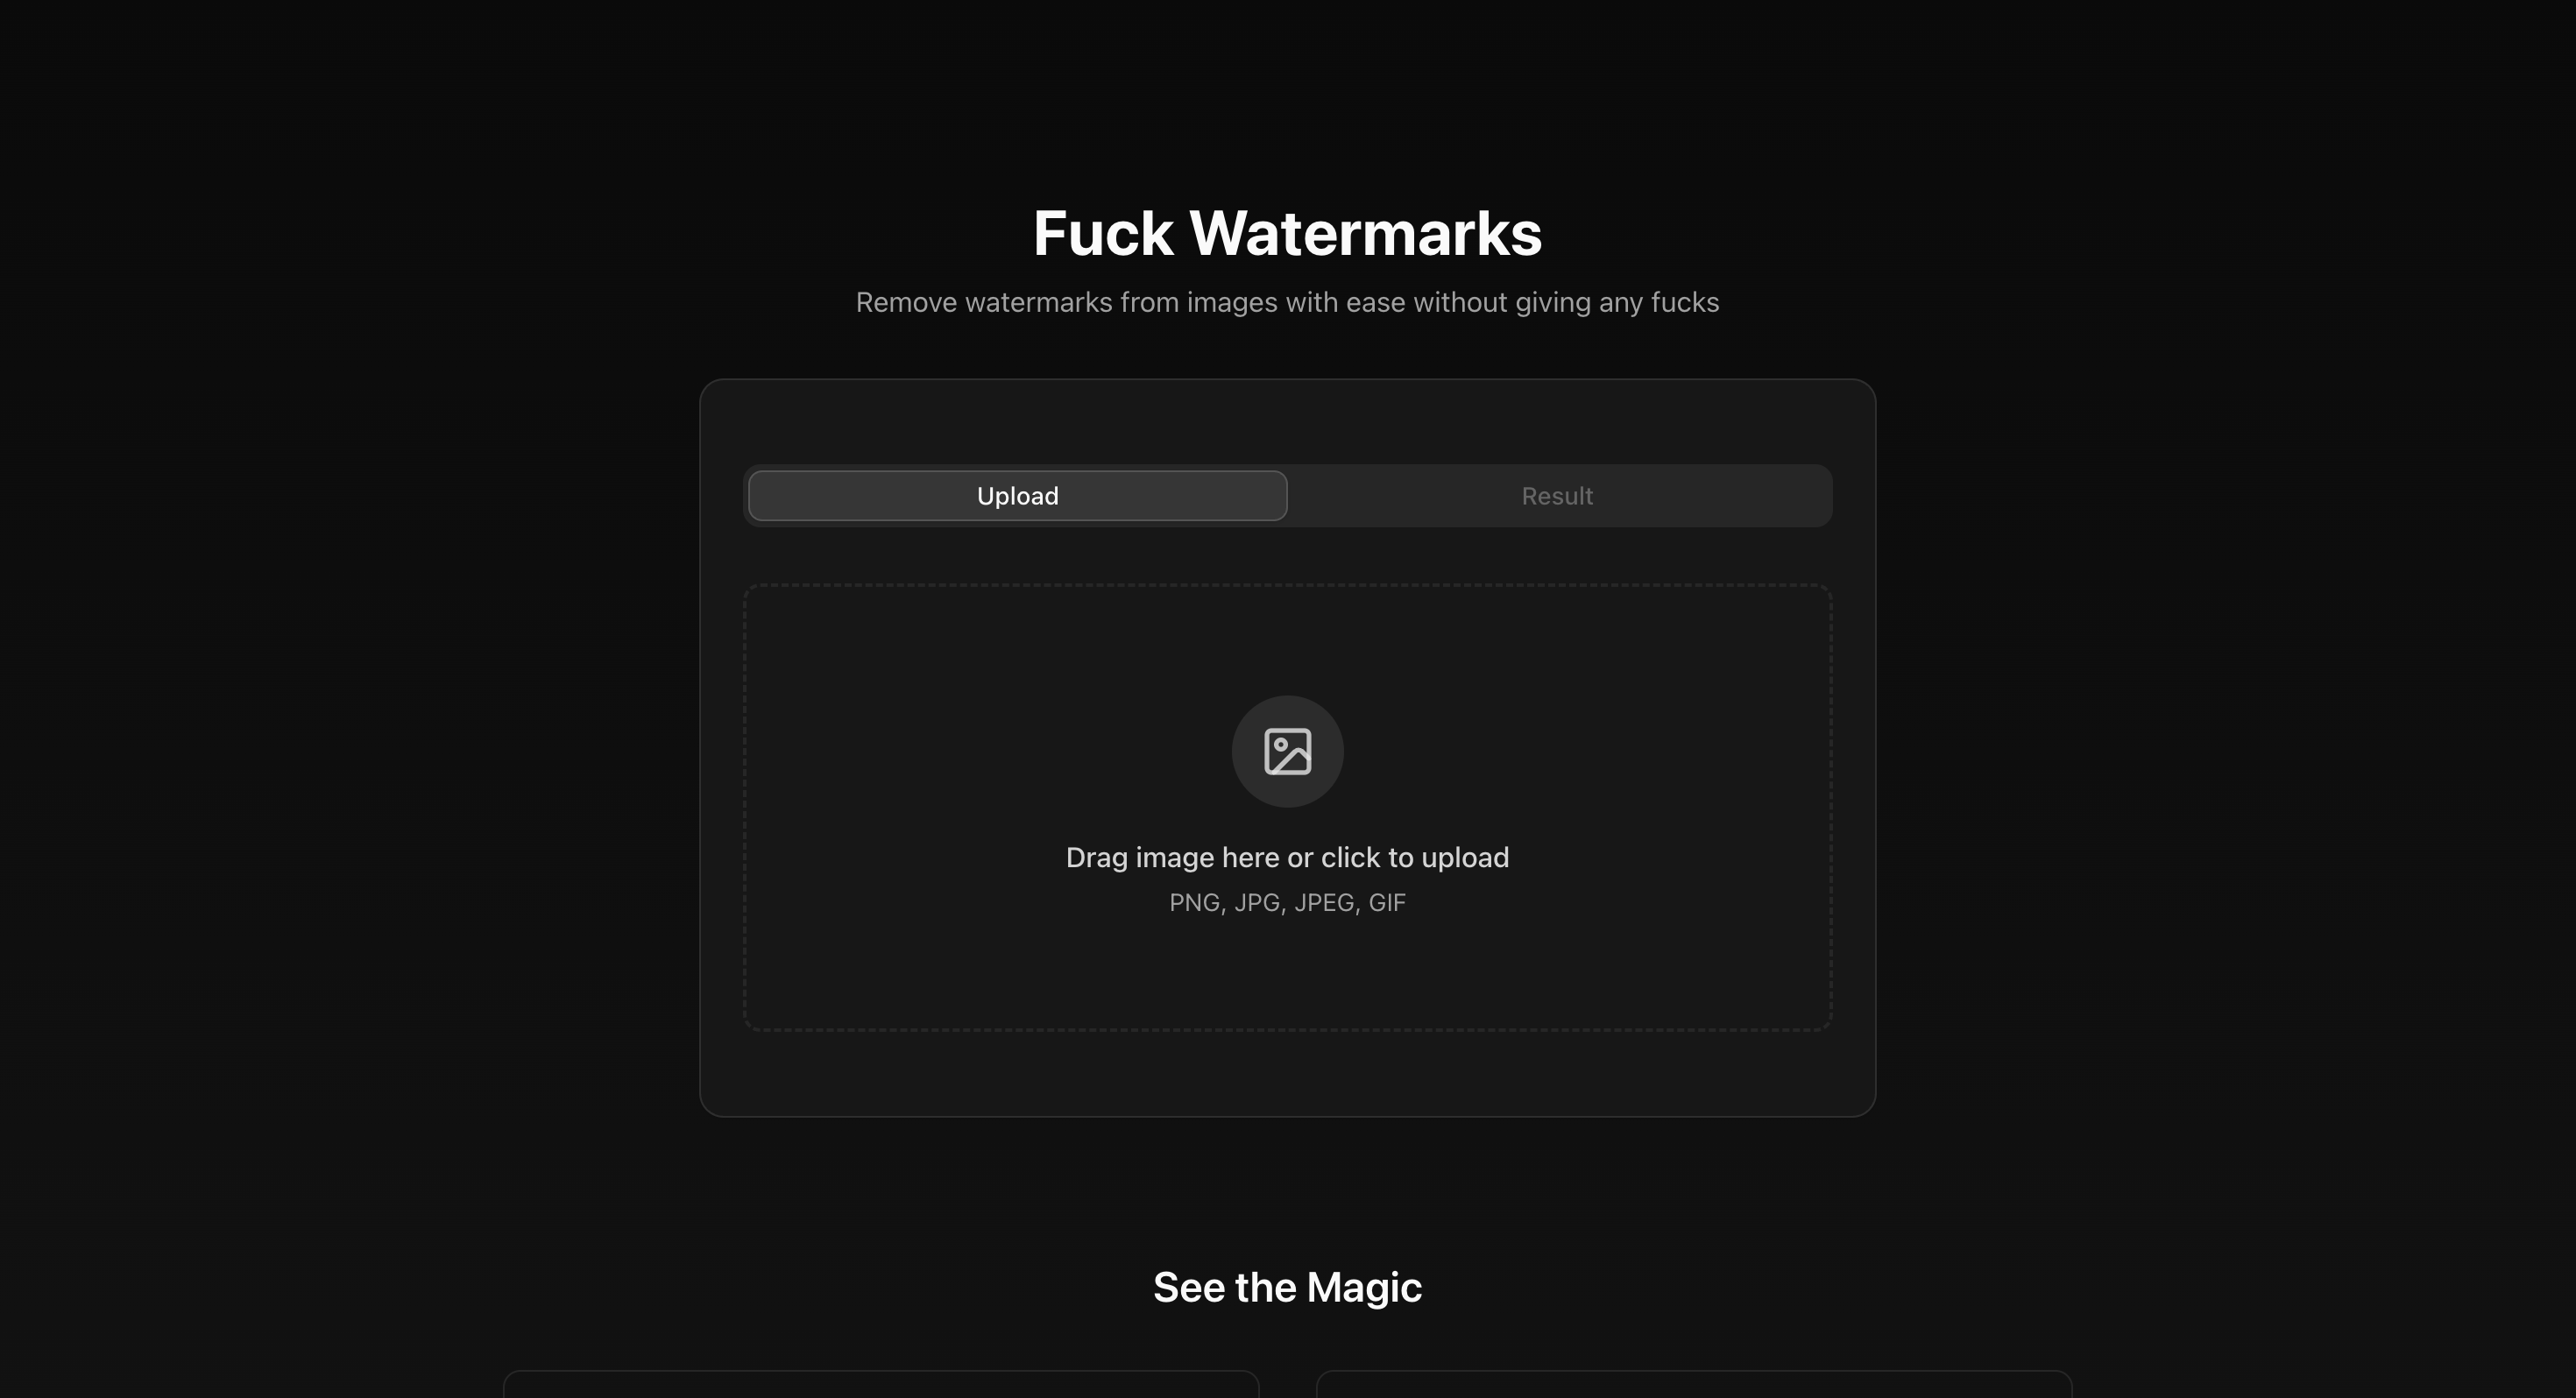 Fuck Watermarks
Remove watermarks from images with ease without giving any fucks
Upload
Result
Drag image here or click to upload
PNG, JPG, JPEG, GIF
See the Magic